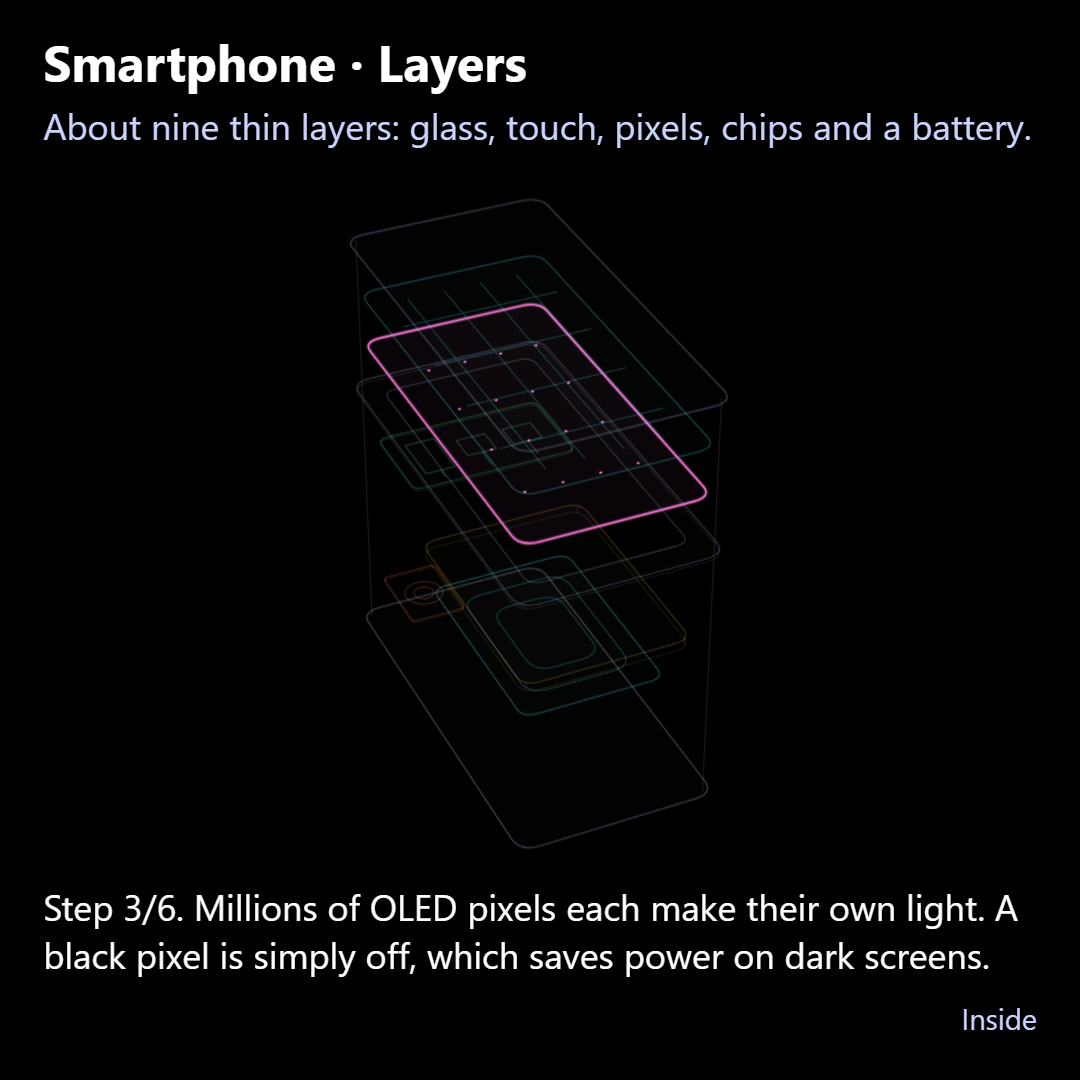 Smartphone · Layers
About nine thin layers: glass, touch, pixels, chips and a battery.
Step 3/6. Millions of OLED pixels each make their own light. A
black pixel is simply off, which saves power on dark screens.
Inside